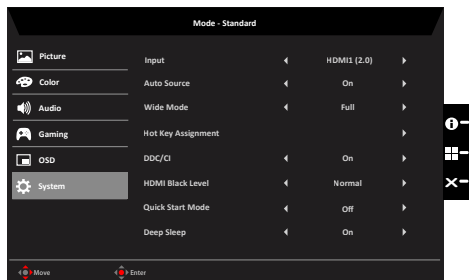 Mode - Standard
Picture
Color
Audio
Gaming
OSD
System
Input HDMI1 (2.0)
Auto Source On
Wide Mode Full
Hot Key Assignment
DDC/CI On
HDMI Black Level Normal
Quick Start Mode Off
Deep Sleep On
Move Enter